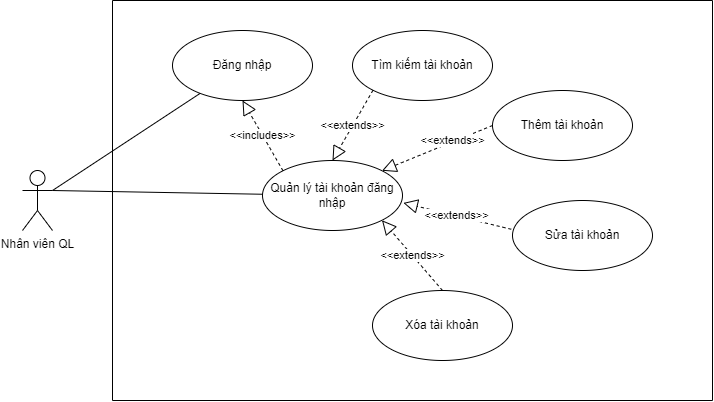 Đăng nhập
Tìm kiếm tài khoản
<<extends>>
Thêm tài khoản
<<includes>>
<<extends>>
Quản lý tài khoản đăng
nhập
<<extends>>
Sửa tài khoản
Nhân viên QL
<<extends>>
Xóa tài khoản